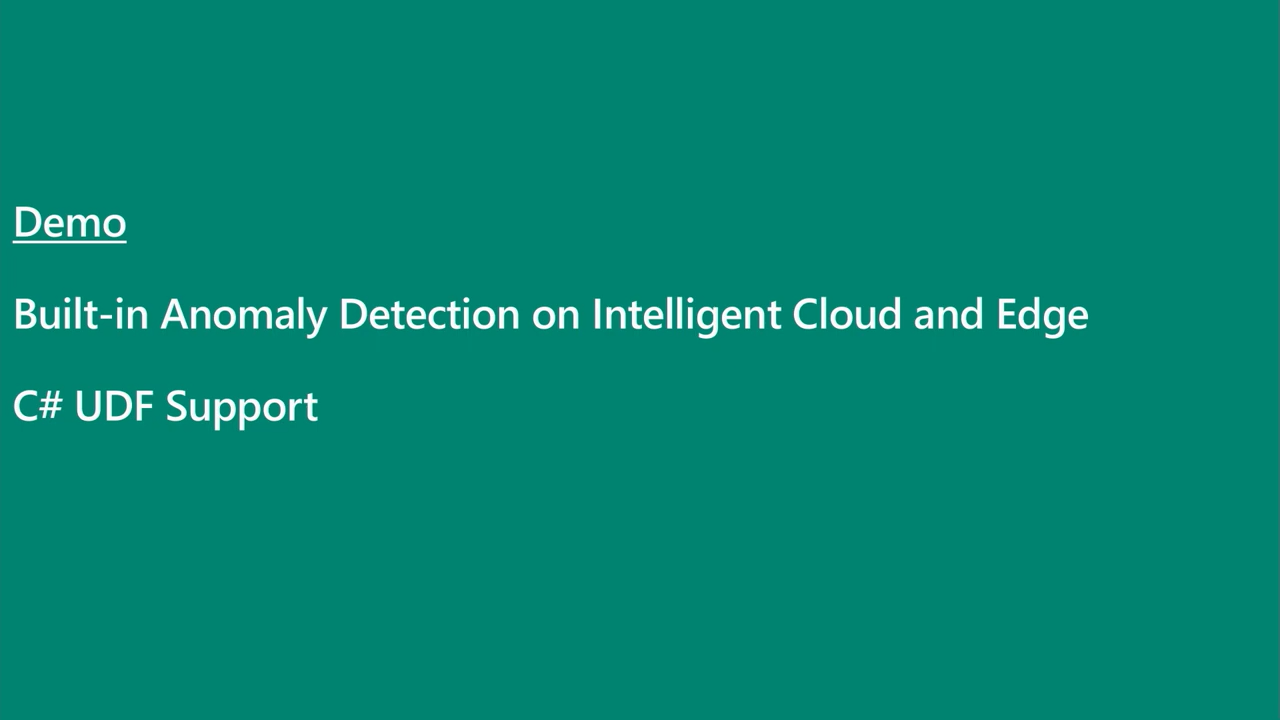 Demo
Built-in Anomaly Detection on Intelligent Cloud and Edge
C# UDF Support